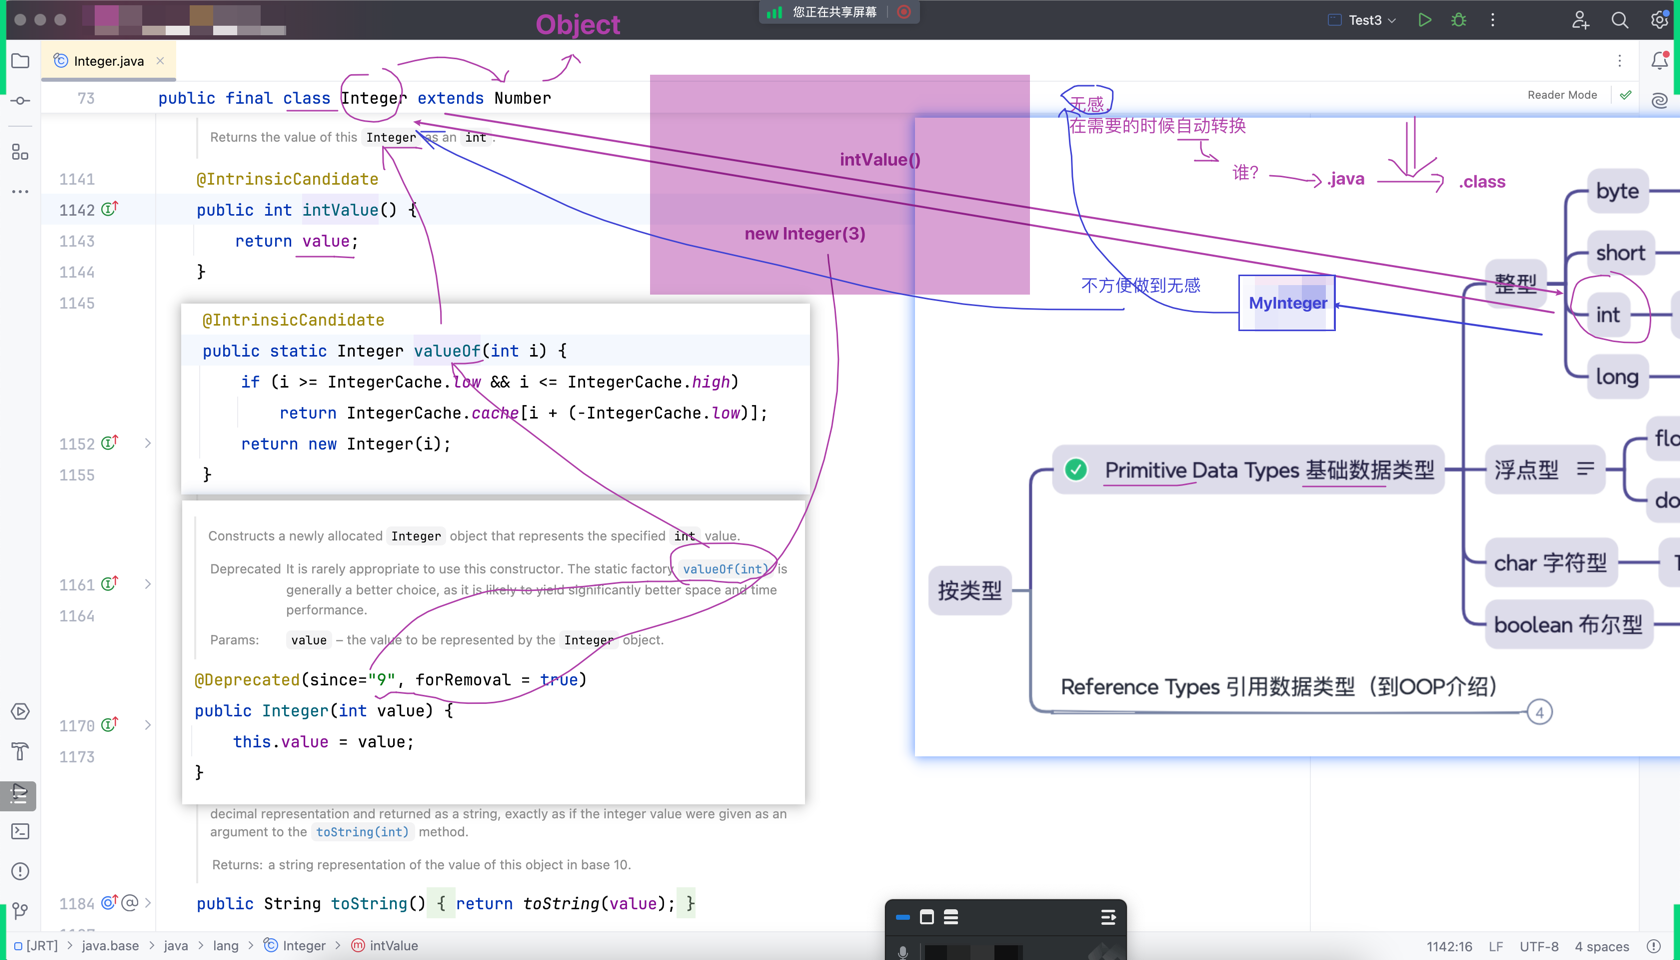 Object
您正在共享屏幕
Test3
Integer.java
Reader Mode
73 public final class Integer extends Number
Returns the value of this Integer as an int .
1141 @IntrinsicCandidate
1142 public int intValue() {
1143 return value;
1144 }
1145
@IntrinsicCandidate
public static Integer valueOf(int i) {
if (i >= IntegerCache.low && i <= IntegerCache.high)
return IntegerCache.cache[i + (-IntegerCache.low)];
1152 return new Integer(i);
1155 }
Constructs a newly allocated Integer object that represents the specified int value.
Deprecated It is rarely appropriate to use this constructor. The static factory valueOf(int) is
1161 generally a better choice, as it is likely to yield significantly better space and time
performance.
1164
Params: value – the value to be represented by the Integer object.
@Deprecated(since="9", forRemoval = true)
public Integer(int value) {
1170
this.value = value;
1173
}
decimal representation and returned as a string, exactly as if the integer value were given as an
argument to the toString(int) method.
Returns: a string representation of the value of this object in base 10.
1184 @ public String toString() { return toString(value); }
intValue()
new Integer(3)
无感,
在需要的时候自动转换
谁? .java .class
不方便做到无感
MyInteger
byte
short
整型
int
long
Primitive Data Types 基础数据类型
浮点型
flo
do
char 字符型
boolean 布尔型
按类型
Reference Types 引用数据类型（到OOP介绍）
4
[JRT] > java.base > java > lang > Integer > intValue
1142:16 LF UTF-8 4 spaces